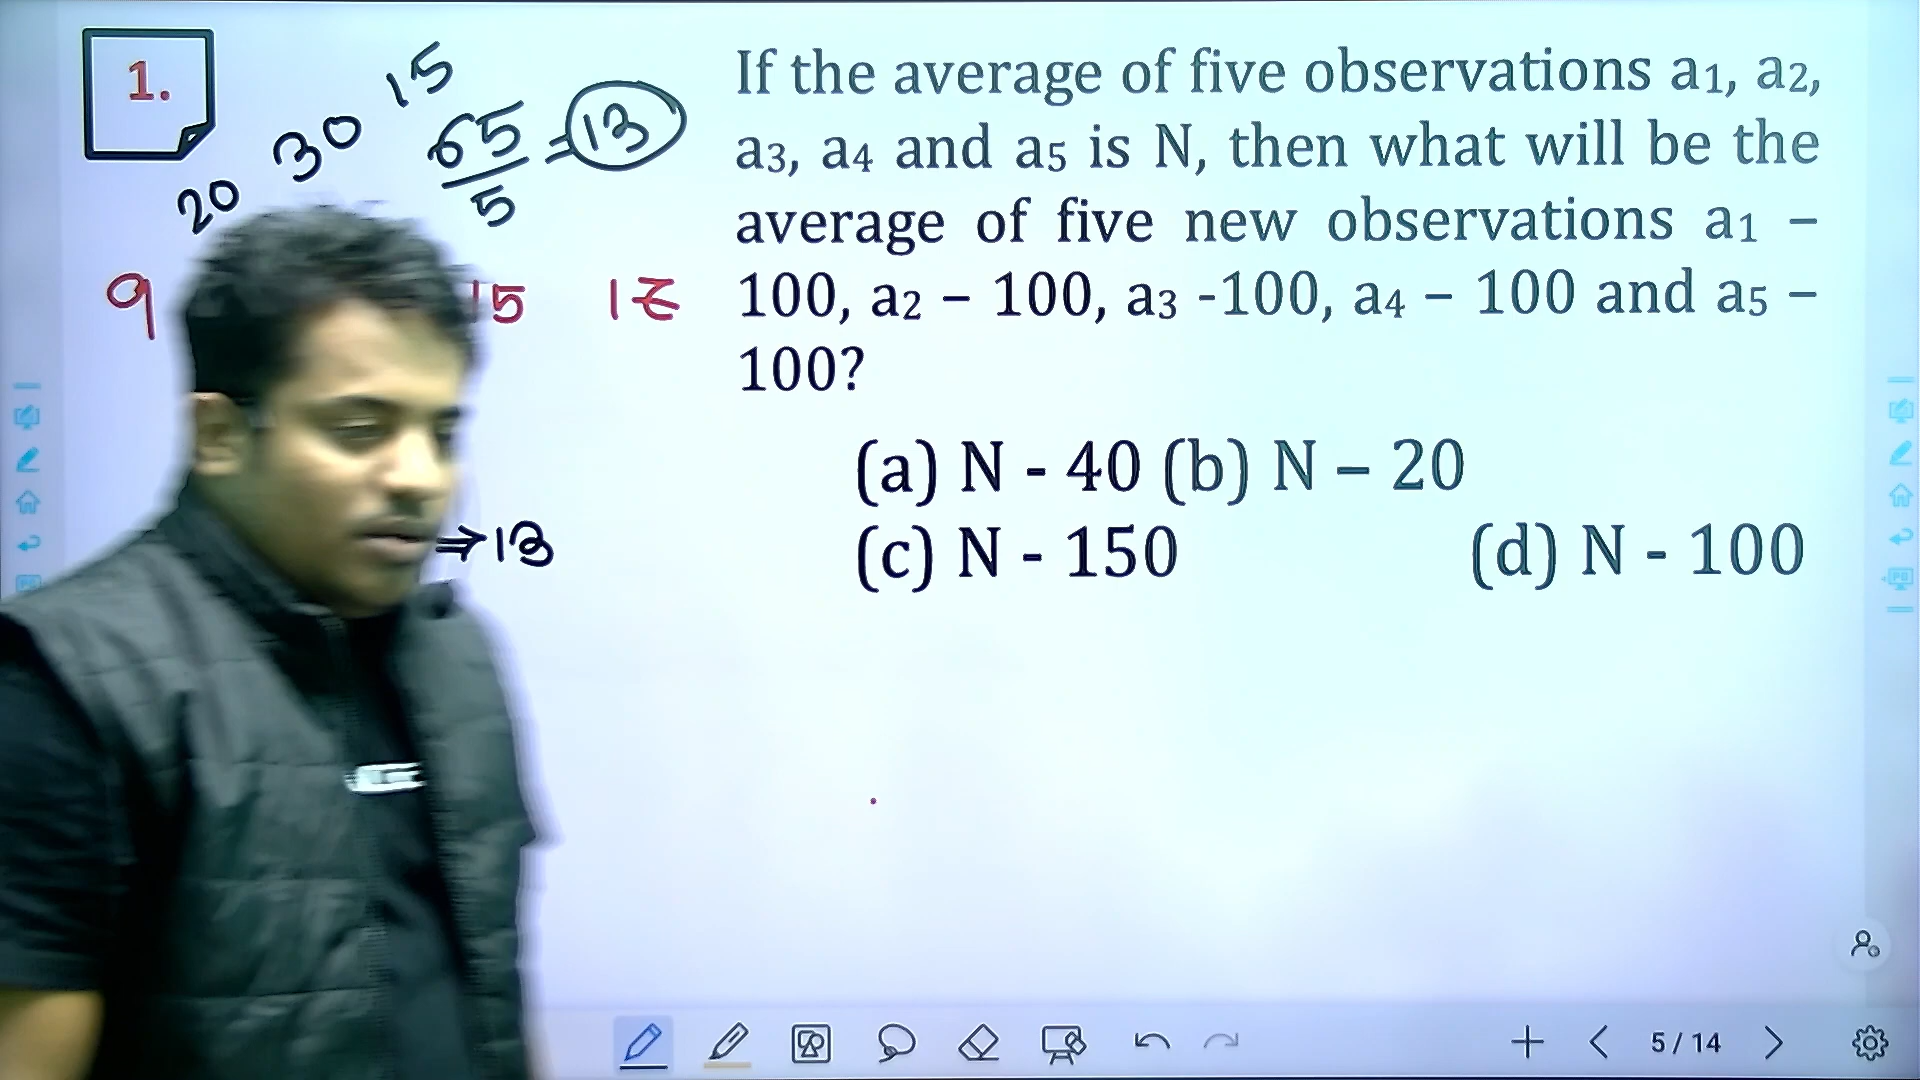 1.
15
30
65/5 = 13
20
9 15 17
⇒13
If the average of five observations a1, a2,
a3, a4 and a5 is N, then what will be the
average of five new observations a1 –
100, a2 – 100, a3 -100, a4 – 100 and a5 –
100?
(a) N - 40 (b) N – 20
(c) N - 150 (d) N - 100
5 / 14